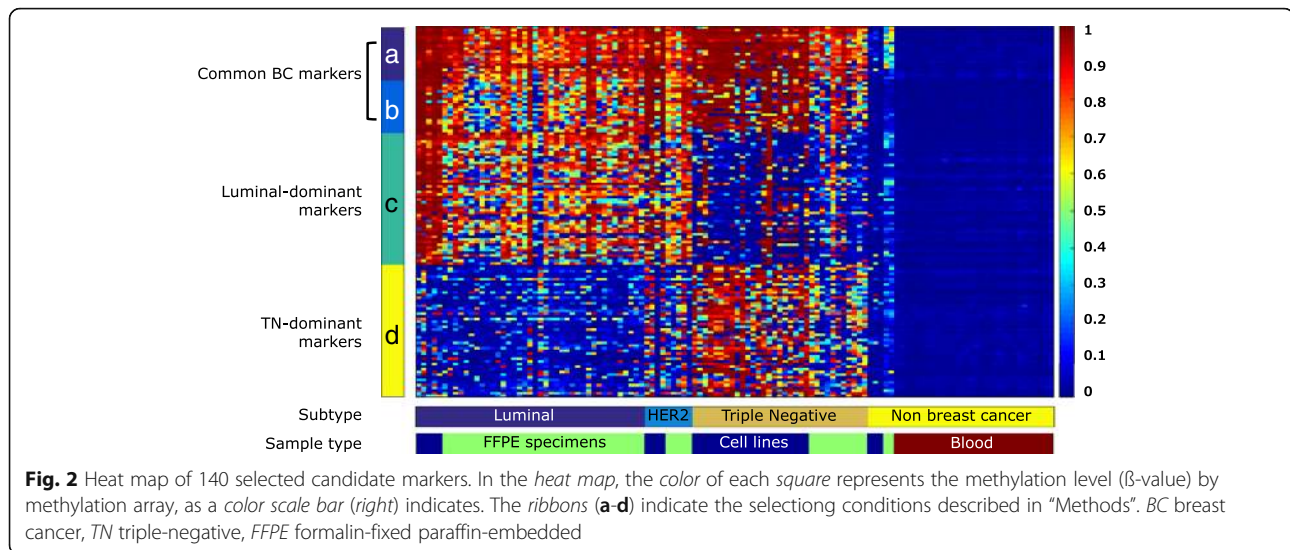 Common BC markers
a
b
Luminal-dominant
markers
c
TN-dominant
markers
d
1
0.9
0.8
0.7
0.6
0.5
0.4
0.3
0.2
0.1
0
Subtype
Luminal
HER2
Triple Negative
Non breast cancer
Sample type
FFPE specimens
Cell lines
Blood
Fig. 2 Heat map of 140 selected candidate markers. In the heat map, the color of each square represents the methylation level (ß-value) by
methylation array, as a color scale bar (right) indicates. The ribbons (a-d) indicate the selectiong conditions described in “Methods”. BC breast
cancer, TN triple-negative, FFPE formalin-fixed paraffin-embedded